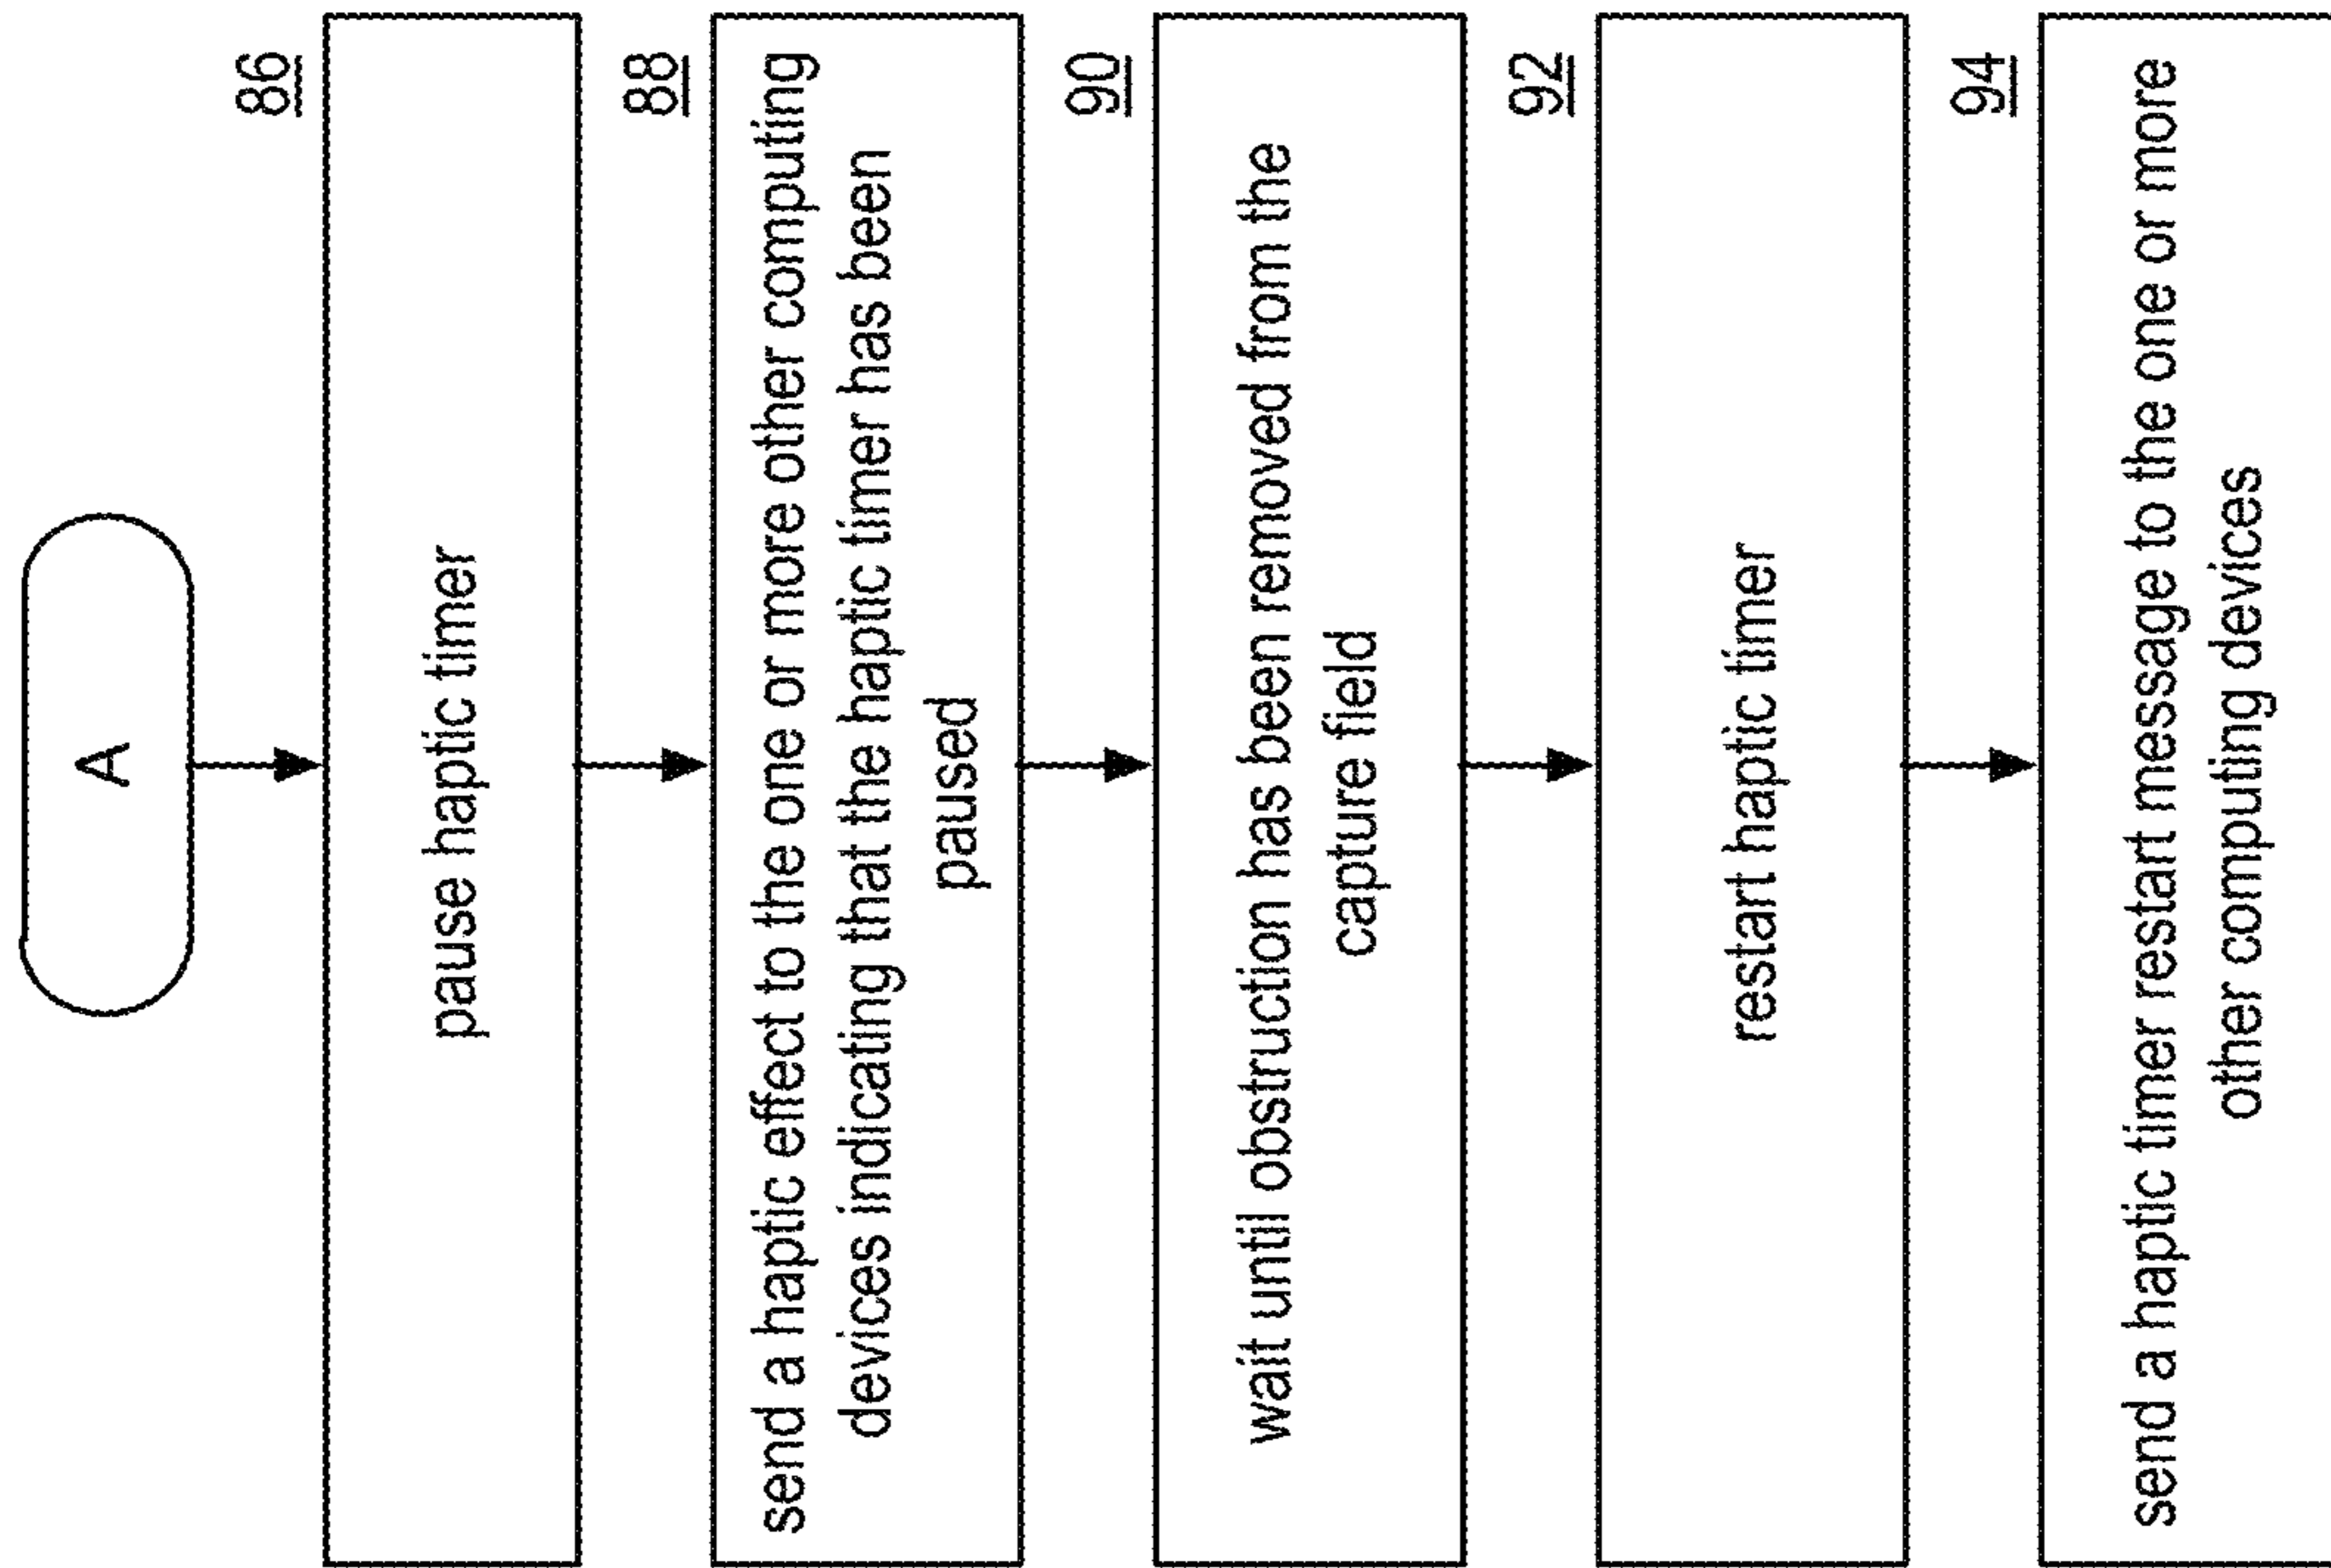 A
86
pause haptic timer
88
send a haptic effect to the one or more other computing
devices indicating that the haptic timer has been
paused
90
wait until obstruction has been removed from the
capture field
92
restart haptic timer
94
send a haptic timer restart message to the one or more
other computing devices